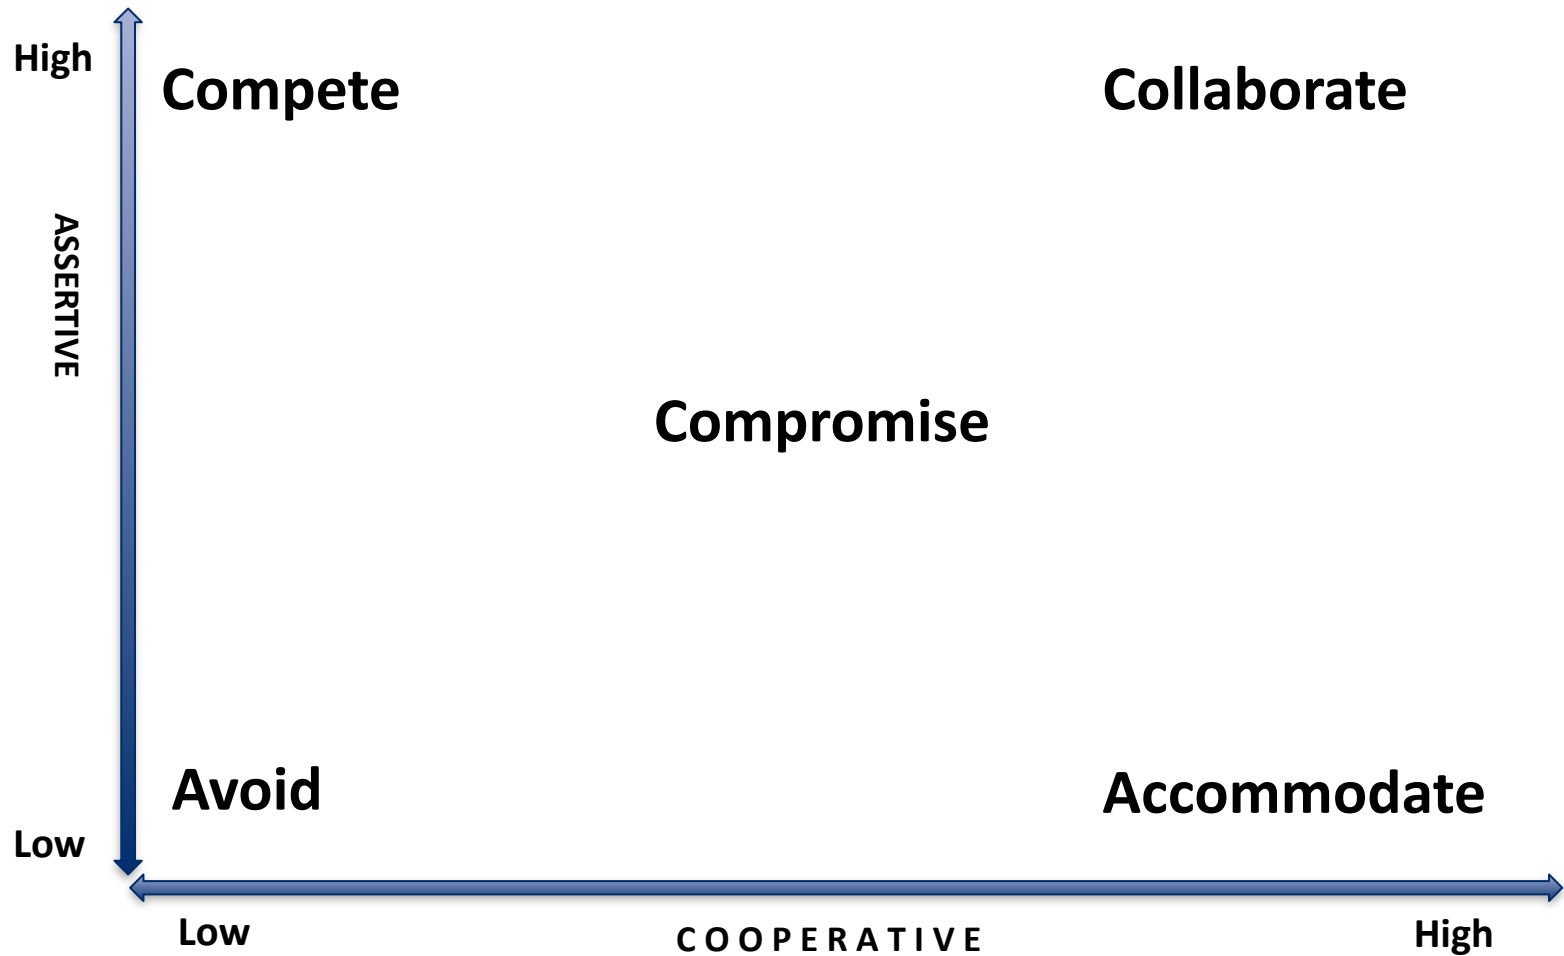 High
Compete
Collaborate
ASSERTIVE
Compromise
Avoid
Accommodate
Low
Low
COOPERATIVE
High